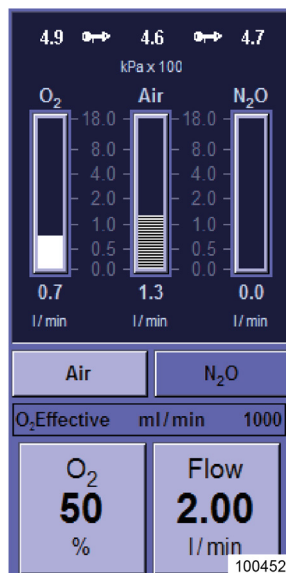 4.9 4.6 4.7
kPa x 100
O₂ Air N₂O
18.0 18.0
8.0 8.0
4.0 4.0
2.0 2.0
1.0 1.0
0.5 0.5
0.0 0.0
0.7 1.3 0.0
l/min l/min l/min
Air N₂O
O₂Effective ml/min 1000
O₂ Flow
50 2.00
% l/min
100452